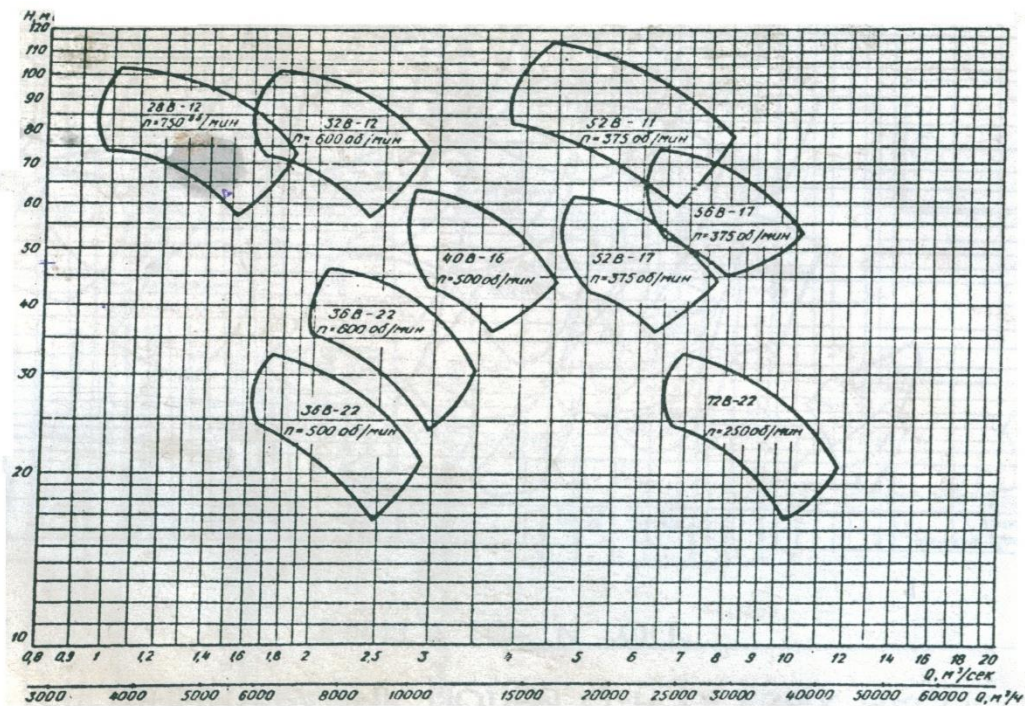 H,м
120
110
100
90
80
70
60
50
40
30
20
10
28В-12
n=750 об/мин
32В-12
n=600 об/мин
52В-11
n=375 об/мин
56В-17
n=375 об/мин
40В-16
n=500 об/мин
52В-17
n=375 об/мин
36В-22
n=600 об/мин
36В-22
n=500 об/мин
72В-22
n=250 об/мин
0,8 0,9 1 1,2 1,4 1,6 1,8 2 2,5 3 4 5 6 7 8 9 10 12 14 16 18 20
Q, м³/сек
3000 4000 5000 6000 8000 10000 15000 20000 25000 30000 40000 50000 60000 Q, м³/ч